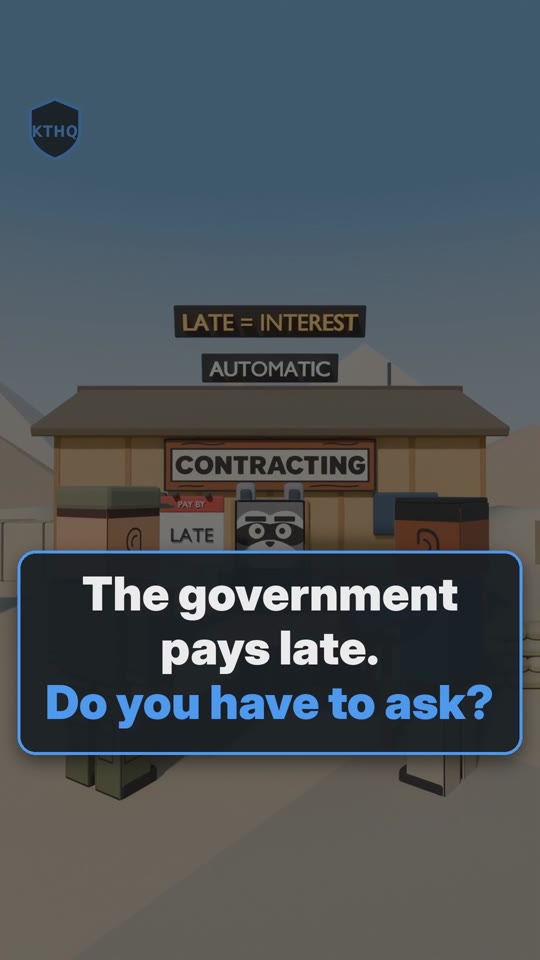 KTHQ
LATE = INTEREST
AUTOMATIC
CONTRACTING
PAY BY
LATE
The government
pays late.
Do you have to ask?